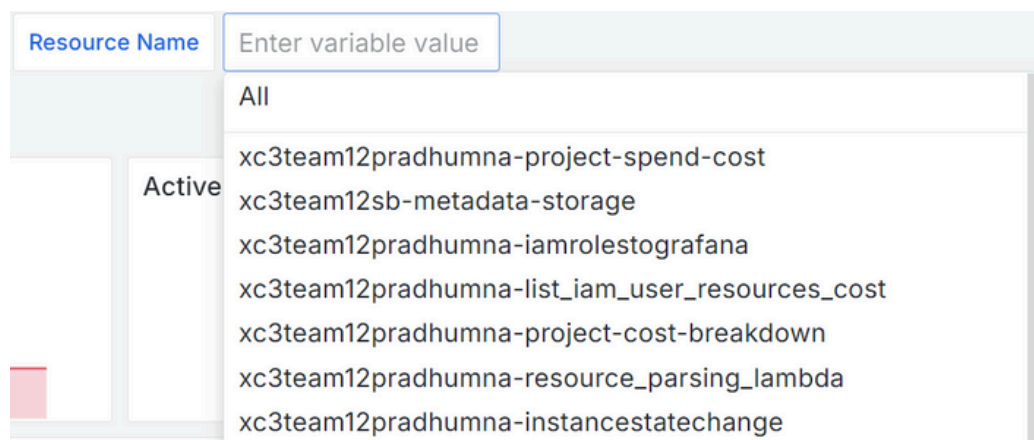 Resource Name Enter variable value
All
xc3team12pradhumna-project-spend-cost
Active
xc3team12sb-metadata-storage
xc3team12pradhumna-iamrolestografana
xc3team12pradhumna-list_iam_user_resources_cost
xc3team12pradhumna-project-cost-breakdown
xc3team12pradhumna-resource_parsing_lambda
xc3team12pradhumna-instancestatechange